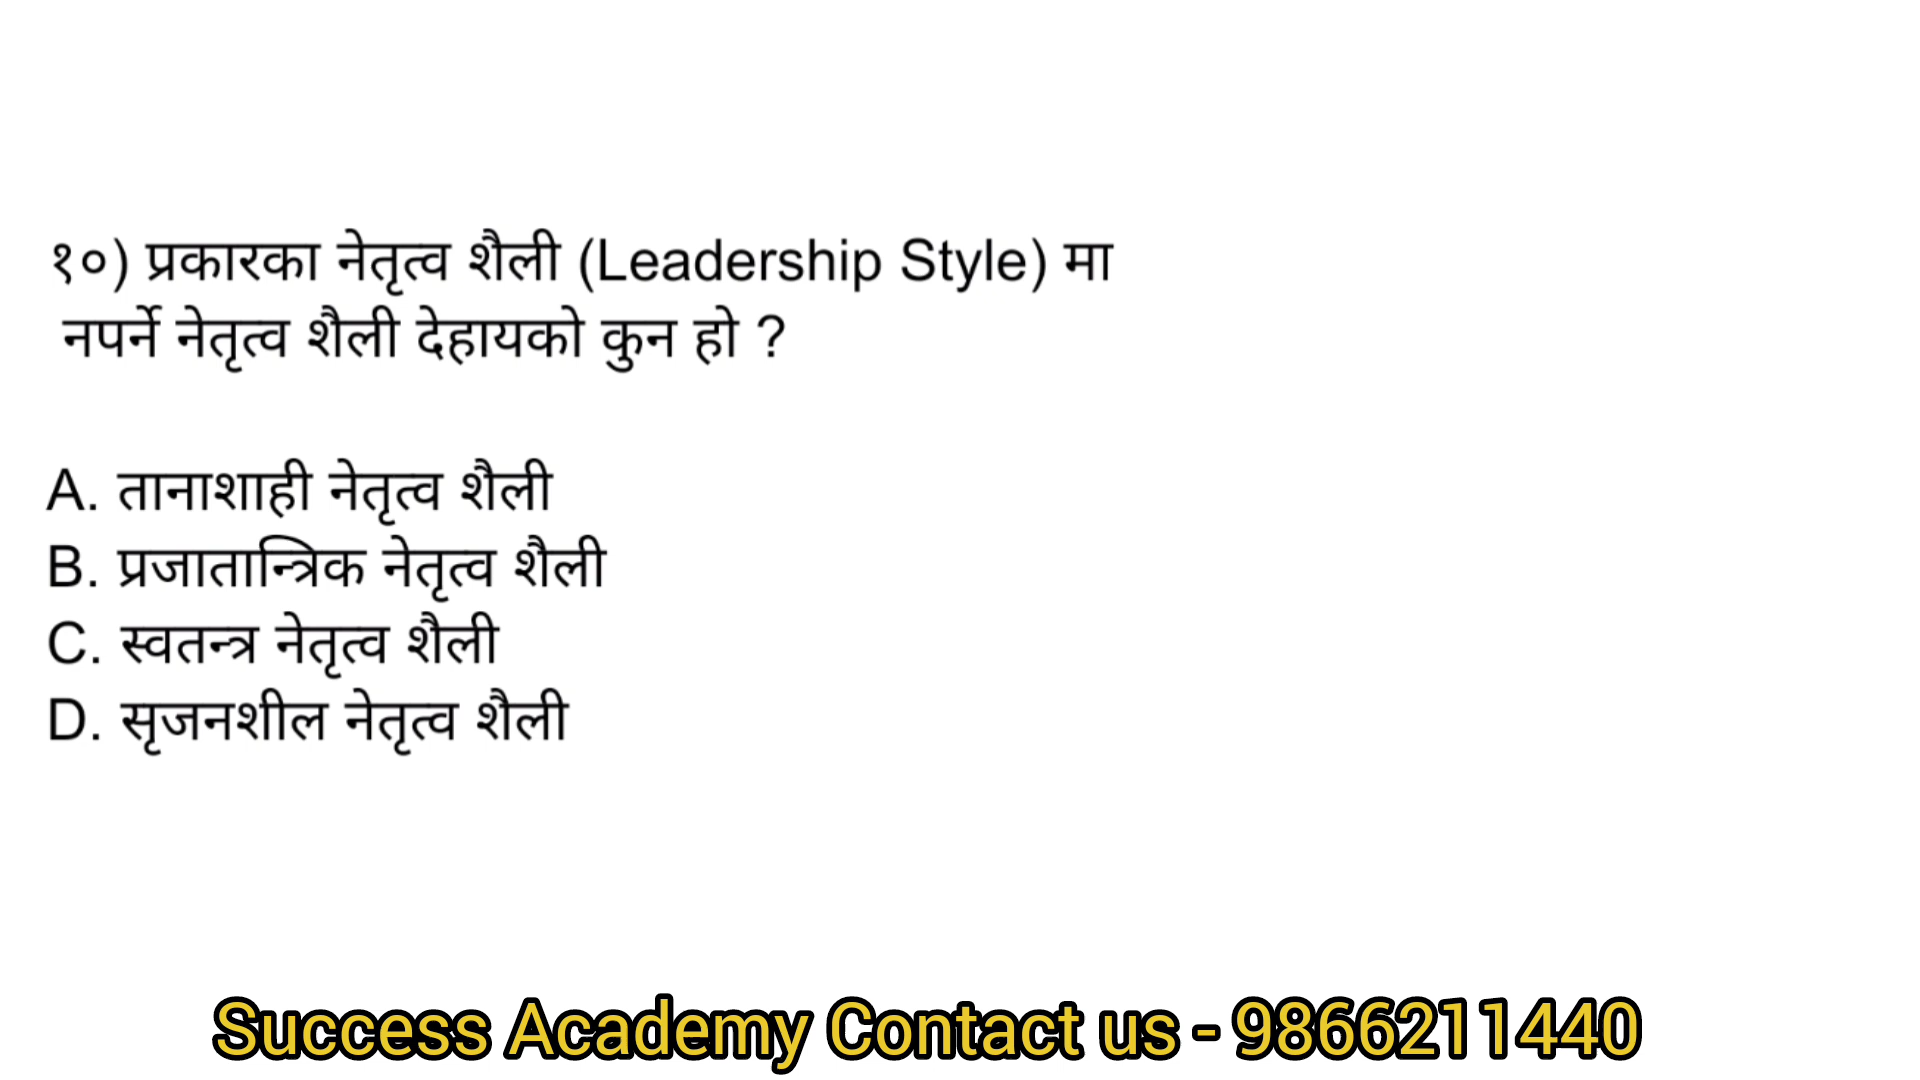 १०) प्रकारका नेतृत्व शैली (Leadership Style) मा
नपर्ने नेतृत्व शैली देहायको कुन हो ?
A. तानाशाही नेतृत्व शैली
B. प्रजातान्त्रिक नेतृत्व शैली
C. स्वतन्त्र नेतृत्व शैली
D. सृजनशील नेतृत्व शैली
Success Academy Contact us - 9866211440